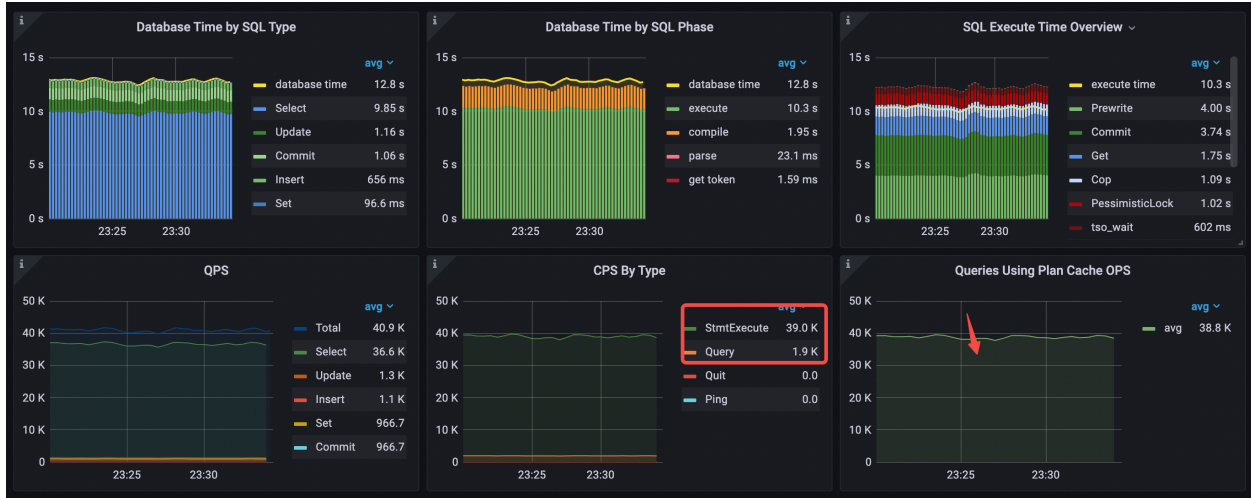 i
Database Time by SQL Type
15 s
10 s
5 s
0 s
23:25 23:30
avg
database time 12.8 s
Select 9.85 s
Update 1.16 s
Commit 1.06 s
Insert 656 ms
Set 96.6 ms
i
Database Time by SQL Phase
15 s
10 s
5 s
0 s
23:25 23:30
avg
database time 12.8 s
execute 10.3 s
compile 1.95 s
parse 23.1 ms
get token 1.59 ms
i
SQL Execute Time Overview
15 s
10 s
5 s
0 s
23:25 23:30
avg
execute time 10.3 s
Prewrite 4.00 s
Commit 3.74 s
Get 1.75 s
Cop 1.09 s
PessimisticLock 1.02 s
tso_wait 602 ms
i
QPS
50 K
40 K
30 K
20 K
10 K
0
23:25 23:30
avg
Total 40.9 K
Select 36.6 K
Update 1.3 K
Insert 1.1 K
Set 966.7
Commit 966.7
i
CPS By Type
50 K
40 K
30 K
20 K
10 K
0
23:25 23:30
avg
StmtExecute 39.0 K
Query 1.9 K
Quit 0.0
Ping 0.0
i
Queries Using Plan Cache OPS
50 K
40 K
30 K
20 K
10 K
0
23:25 23:30
avg
avg 38.8 K